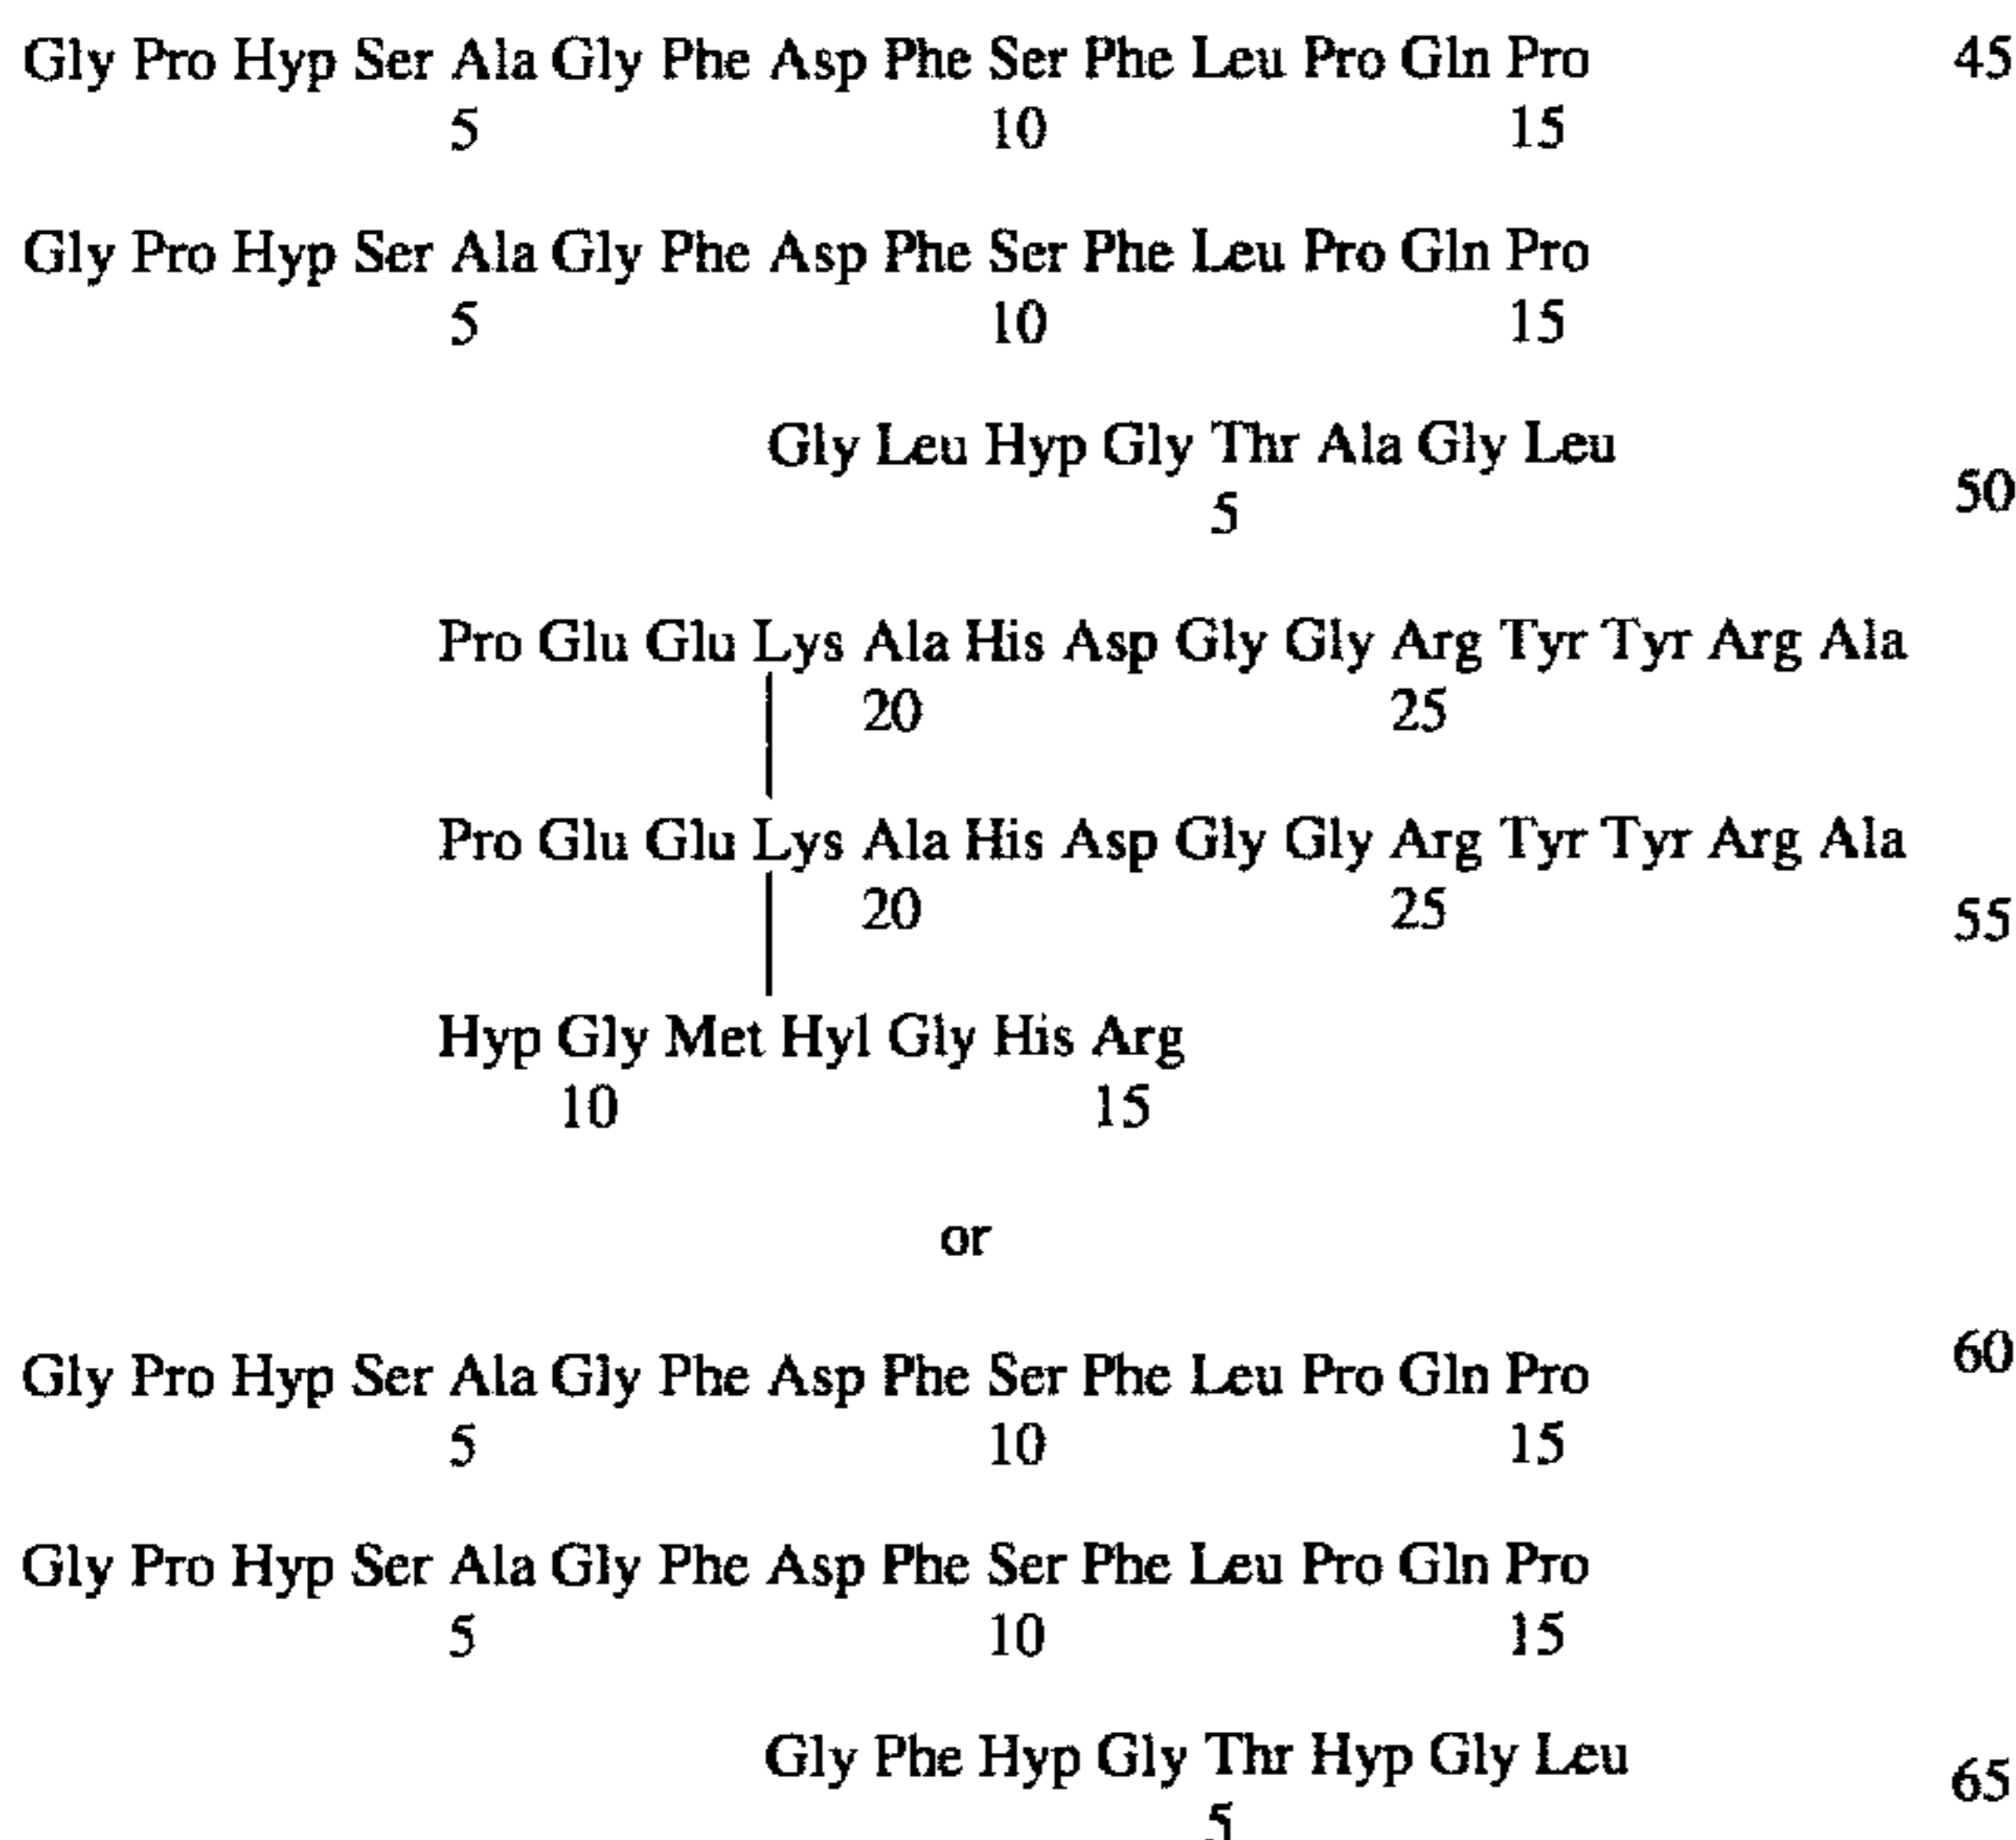 Gly Pro Hyp Ser Ala Gly Phe Asp Phe Ser Phe Leu Pro Gln Pro 45
5 10 15
Gly Pro Hyp Ser Ala Gly Phe Asp Phe Ser Phe Leu Pro Gln Pro
5 10 15
Gly Leu Hyp Gly Thr Ala Gly Leu
50
5
Pro Glu Glu Lys Ala His Asp Gly Gly Arg Tyr Tyr Arg Ala
20 25
Pro Glu Glu Lys Ala His Asp Gly Gly Arg Tyr Tyr Arg Ala
20 25 55
Hyp Gly Met Hyl Gly His Arg
10 15
or
60
Gly Pro Hyp Ser Ala Gly Phe Asp Phe Ser Phe Leu Pro Gln Pro
5 10 15
Gly Pro Hyp Ser Ala Gly Phe Asp Phe Ser Phe Leu Pro Gln Pro
5 10 15
Gly Phe Hyp Gly Thr Hyp Gly Leu 65
5